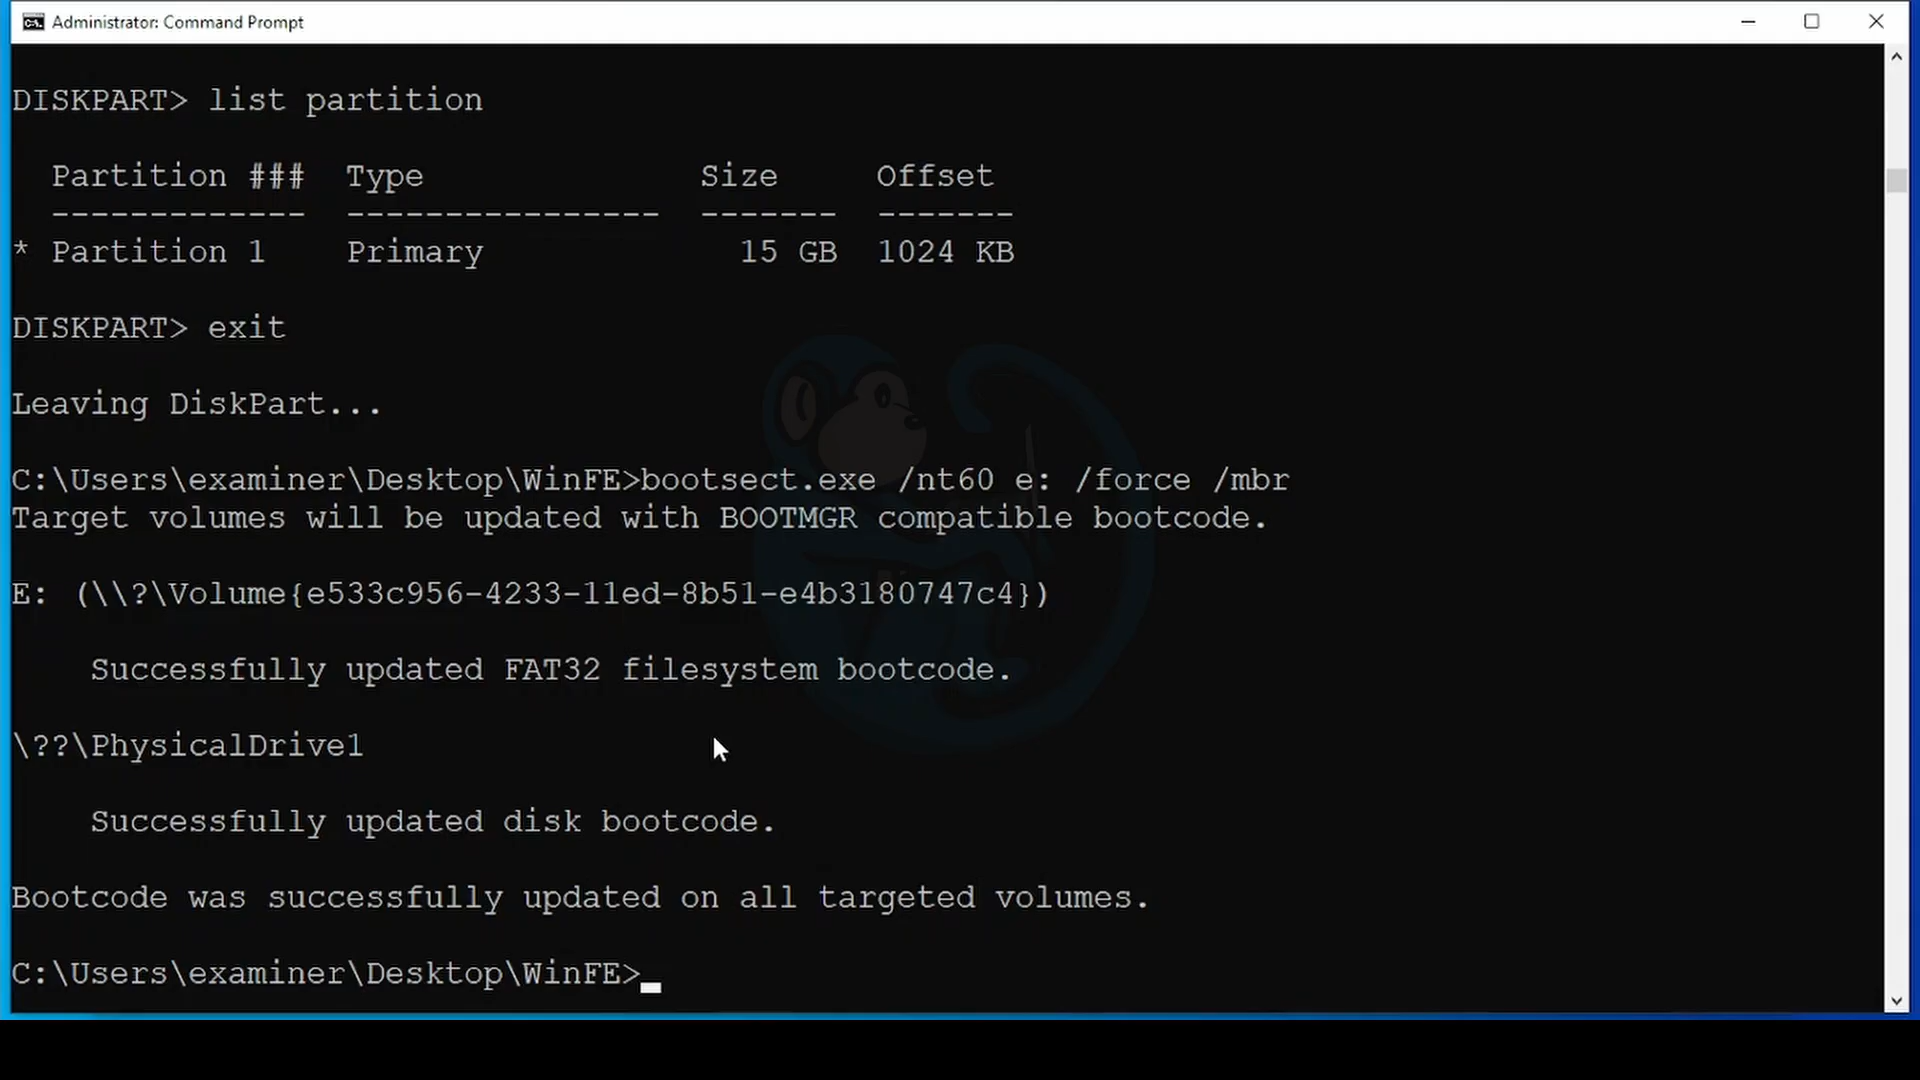 Administrator: Command Prompt
DISKPART> list partition
Partition ### Type Size Offset
------------- ---------------- ------- -------
* Partition 1 Primary 15 GB 1024 KB
DISKPART> exit
Leaving DiskPart...
C:\Users\examiner\Desktop\WinFE>bootsect.exe /nt60 e: /force /mbr
Target volumes will be updated with BOOTMGR compatible bootcode.
E: (\\?\Volume{e533c956-4233-11ed-8b51-e4b3180747c4})
Successfully updated FAT32 filesystem bootcode.
\??\PhysicalDrive1
Successfully updated disk bootcode.
Bootcode was successfully updated on all targeted volumes.
C:\Users\examiner\Desktop\WinFE>